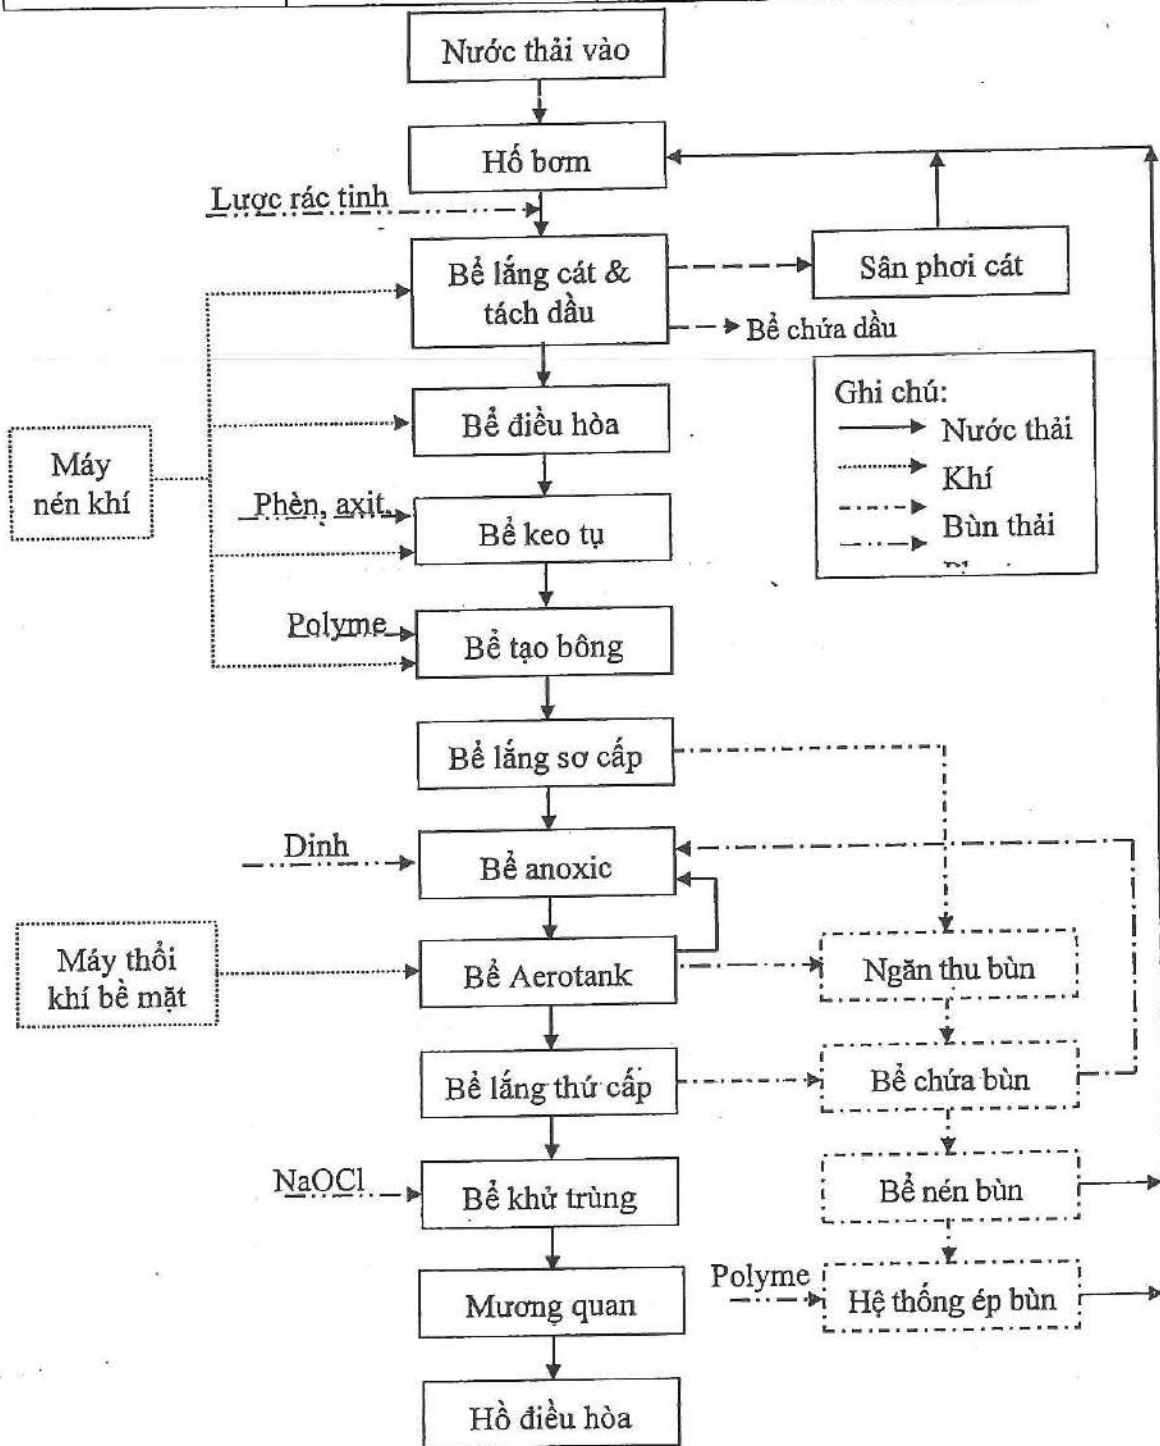 Nước thải vào
Hố bơm
Lược rác tinh
Bể lắng cát &
tách dầu
Sân phơi cát
Bể chứa dầu
Ghi chú:
Nước thải
Khí
Bùn thải
Bể điều hòa
Máy
nén khí
Phèn, axit,
Bể keo tụ
Polyme
Bể tạo bông
Bể lắng sơ cấp
Dinh
Bể anoxic
Máy thổi
khí bề mặt
Bể Aerotank
Ngăn thu bùn
Bể lắng thứ cấp
Bể chứa bùn
NaOCl
Bể khử trùng
Bể nén bùn
Polyme
Hệ thống ép bùn
Mương quan
Hồ điều hòa